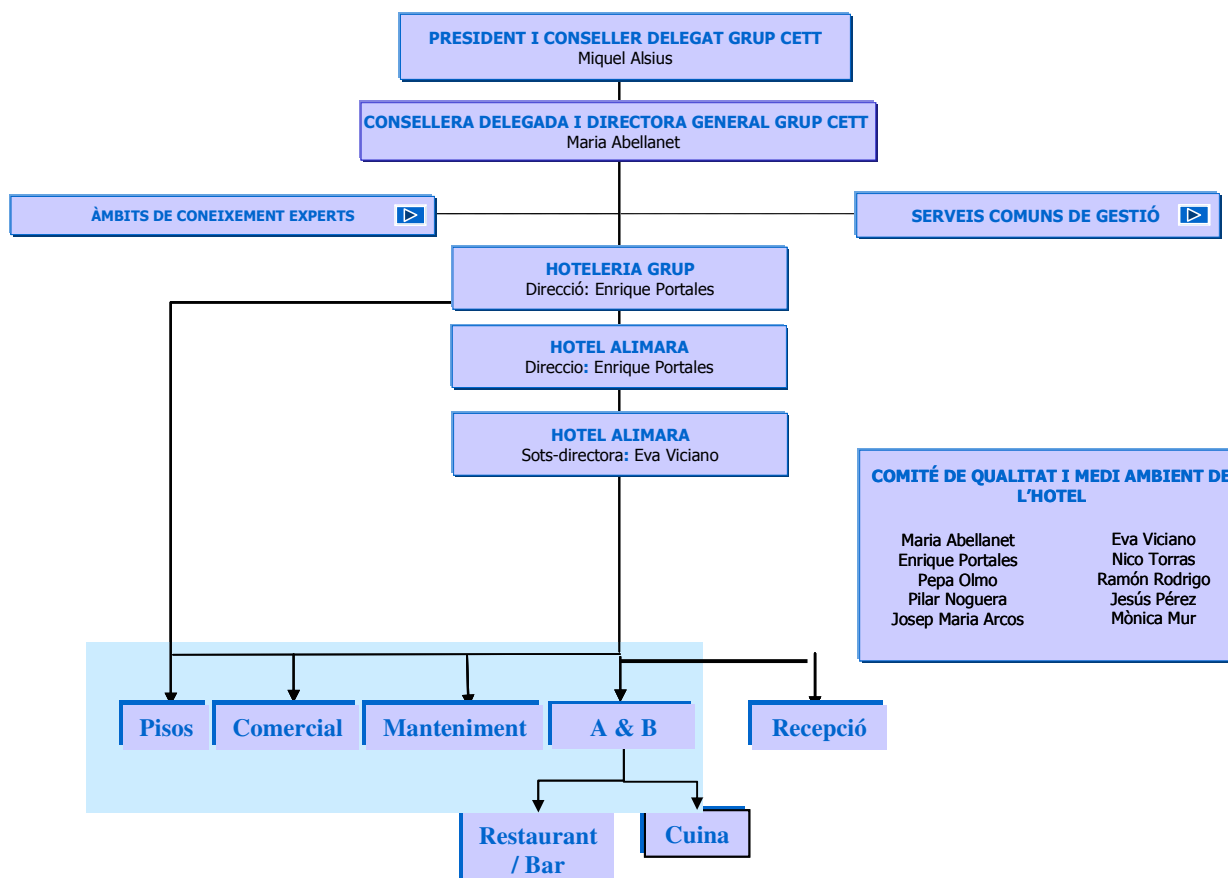 PRESIDENT I CONSELLER DELEGAT GRUP CETT
Miquel Alsius
CONSELLERA DELEGADA I DIRECTORA GENERAL GRUP CETT
Maria Abellanet
ÀMBITS DE CONEIXEMENT EXPERTS
SERVEIS COMUNS DE GESTIÓ
HOTELERIA GRUP
Direcció: Enrique Portales
HOTEL ALIMARA
Direccio: Enrique Portales
HOTEL ALIMARA
Sots-directora: Eva Viciano
COMITÉ DE QUALITAT I MEDI AMBIENT DE
L’HOTEL
Maria Abellanet
Enrique Portales
Pepa Olmo
Pilar Noguera
Josep Maria Arcos
Eva Viciano
Nico Torras
Ramón Rodrigo
Jesús Pérez
Mònica Mur
Pisos
Comercial
Manteniment
A & B
Recepció
Restaurant
/ Bar
Cuina